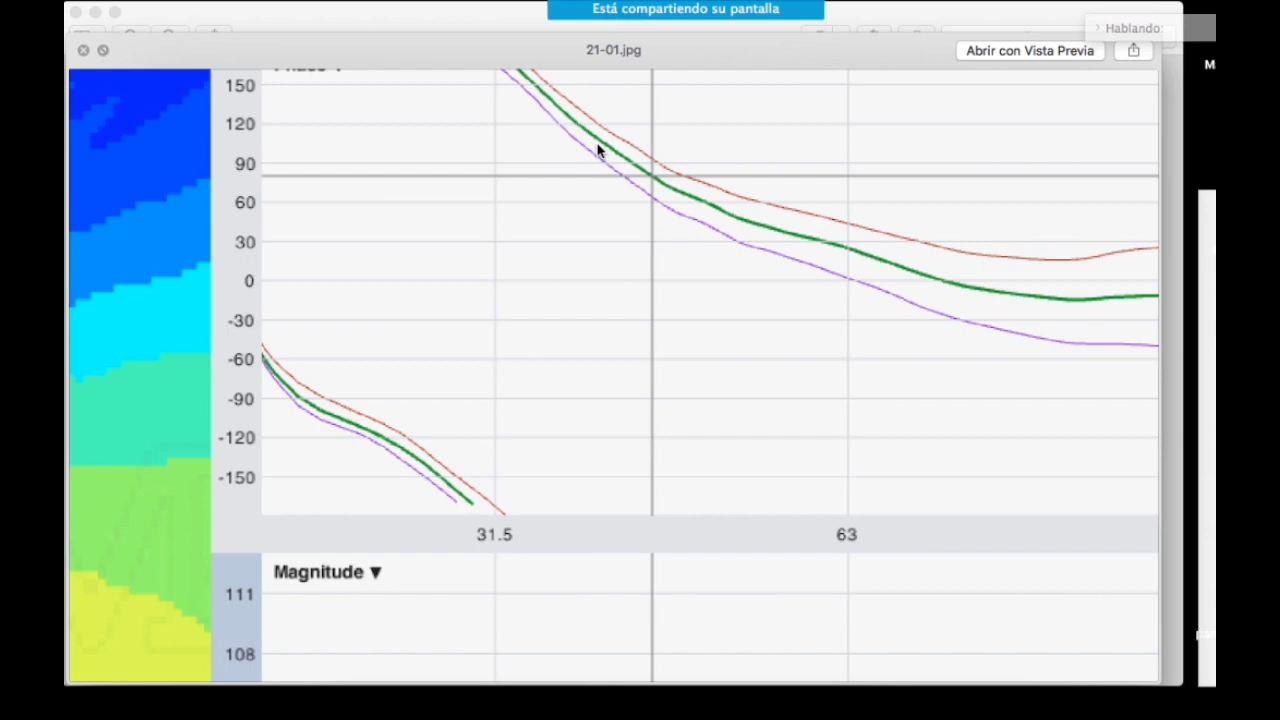 Está compartiendo su pantalla
Hablando:
21-01.jpg
Abrir con Vista Previa
M
150
120
90
60
30
0
-30
-60
-90
-120
-150
31.5
63
Magnitude ▼
111
108